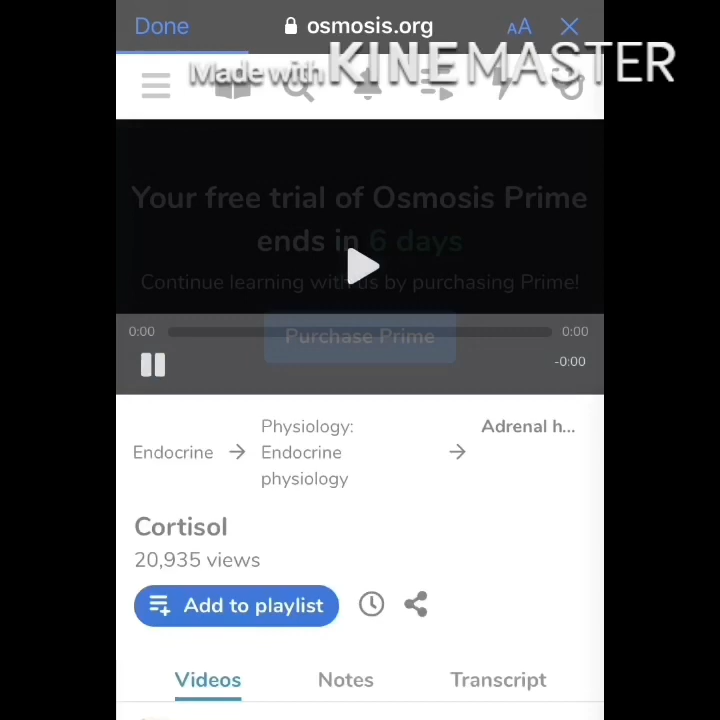 Done
osmosis.org
AA
Made with KINEMASTER
Your free trial of Osmosis Prime
ends in 6 days
Continue learning with us by purchasing Prime!
0:00
0:00
Purchase Prime
-0:00
Endocrine
Physiology:
Endocrine
physiology
Adrenal h...
Cortisol
20,935 views
Add to playlist
Videos
Notes
Transcript